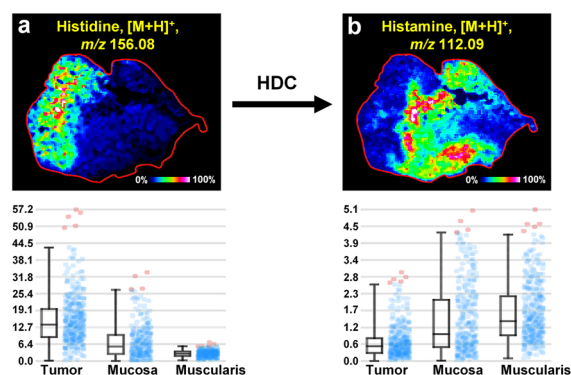 a
Histidine, [M+H]+,
m/z 156.08
0% 100%
HDC
b
Histamine, [M+H]+,
m/z 112.09
0% 100%
57.2
50.9
44.5
38.1
31.8
25.4
19.1
12.7
6.4
0.0
Tumor Mucosa Muscularis
5.1
4.5
3.9
3.4
2.8
2.3
1.7
1.2
0.6
0.0
Tumor Mucosa Muscularis